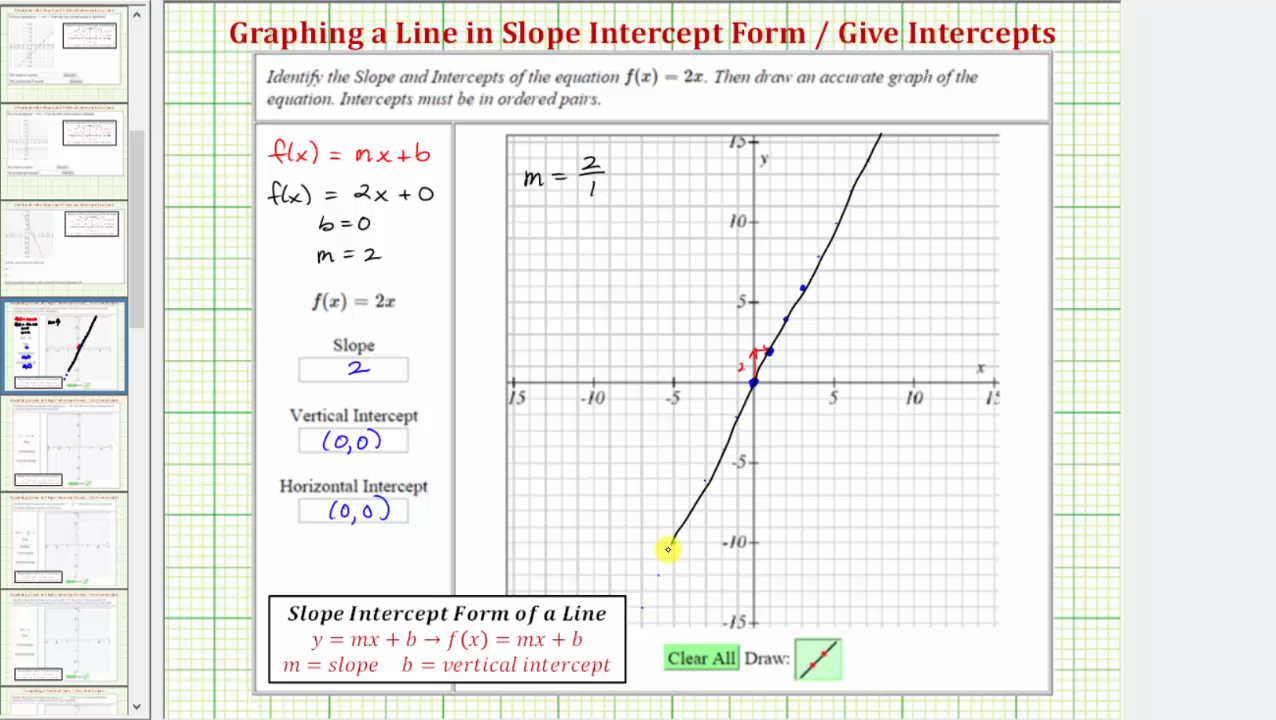 Graphing a Line in Slope Intercept Form / Give Intercepts
Identify the Slope and Intercepts of the equation f(x) = 2x. Then draw an accurate graph of the
equation. Intercepts must be in ordered pairs.
f(x) = mx + b
f(x) = 2x + 0
b = 0
m = 2
f(x) = 2x
Slope
2
Vertical Intercept
(0,0)
Horizontal Intercept
(0,0)
m = 2/1
15
y
10
5
2
x
15 -10 -5 5 10 15
-5
-10
-15
Slope Intercept Form of a Line
y = mx + b → f(x) = mx + b
m = slope b = vertical intercept
Clear All Draw: